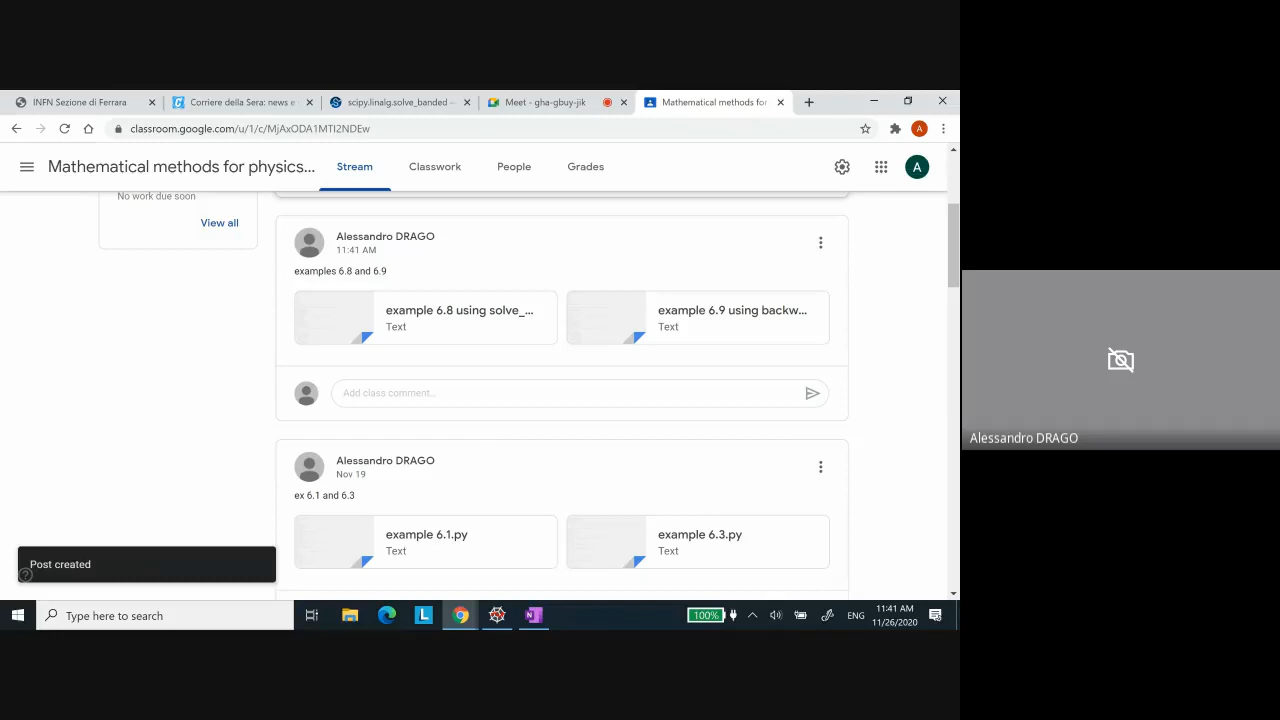 INFN Sezione di Ferrara
Corriere della Sera: news e
scipy.linalg.solve_banded —
Meet - gha-gbuy-jik
Mathematical methods for
classroom.google.com/u/1/c/MjAxODA1MTI2NDEw
A
Mathematical methods for physics...
Stream
Classwork
People
Grades
A
No work due soon
View all
Alessandro DRAGO
11:41 AM
examples 6.8 and 6.9
example 6.8 using solve_...
Text
example 6.9 using backw...
Text
Add class comment...
Alessandro DRAGO
Nov 19
ex 6.1 and 6.3
example 6.1.py
Text
example 6.3.py
Text
Post created
Type here to search
100%
ENG
11:41 AM
11/26/2020
Alessandro DRAGO